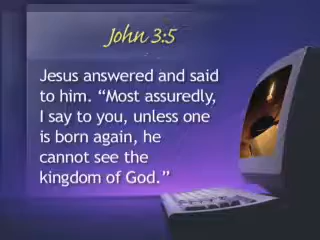 John 3:5
Jesus answered and said
to him. “Most assuredly,
I say to you, unless one
is born again, he
cannot see the
kingdom of God.”